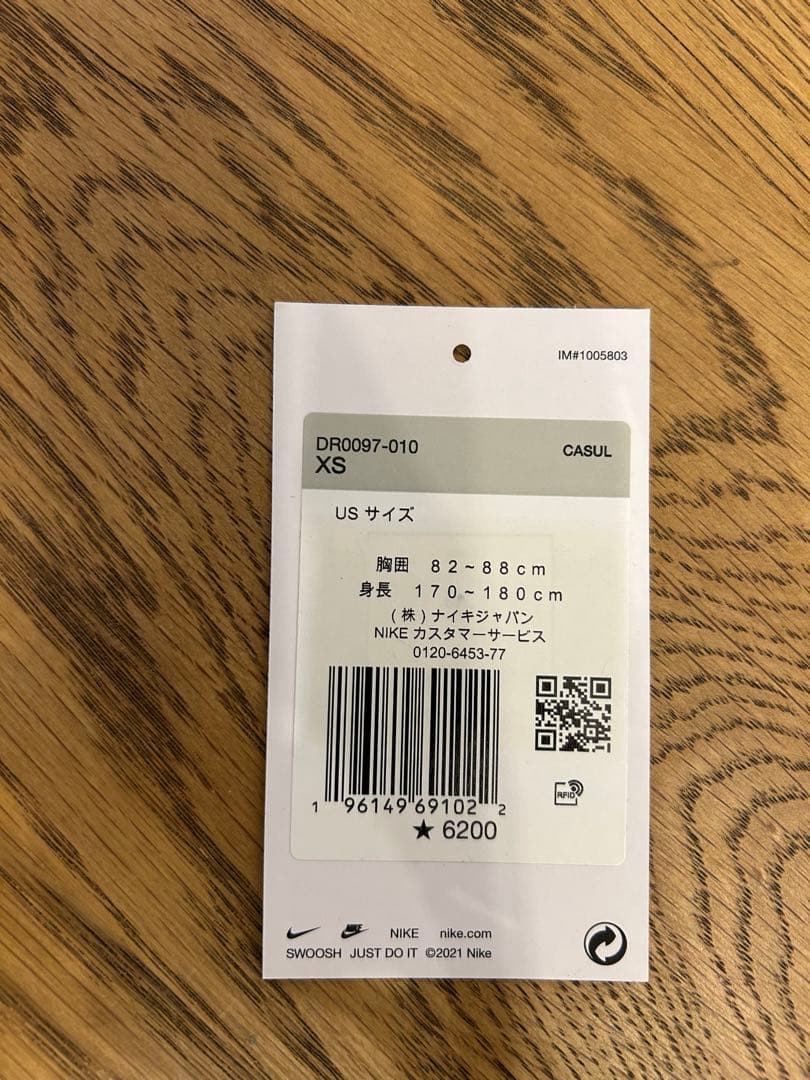 IM#1005803
DR0097-010
XS
CASUL
US サイズ
胸囲 82~88cm
身長 170~180cm
(株)ナイキジャパン
NIKE カスタマーサービス
0120-6453-77
RFID
1 96149 69102 2
★ 6200
NIKE nike.com
SWOOSH JUST DO IT ©2021 Nike